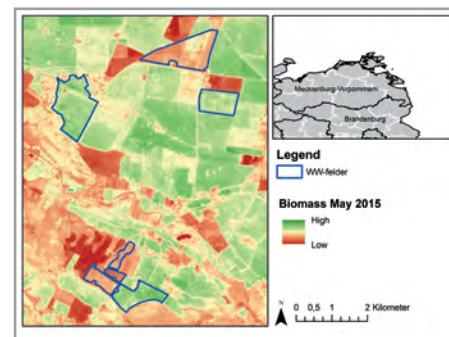 Mecklenburg-Vorpommern
Brandenburg
Legend
WW-felder
Biomass May 2015
High
Low
N
0 0,5 1 2 Kilometer